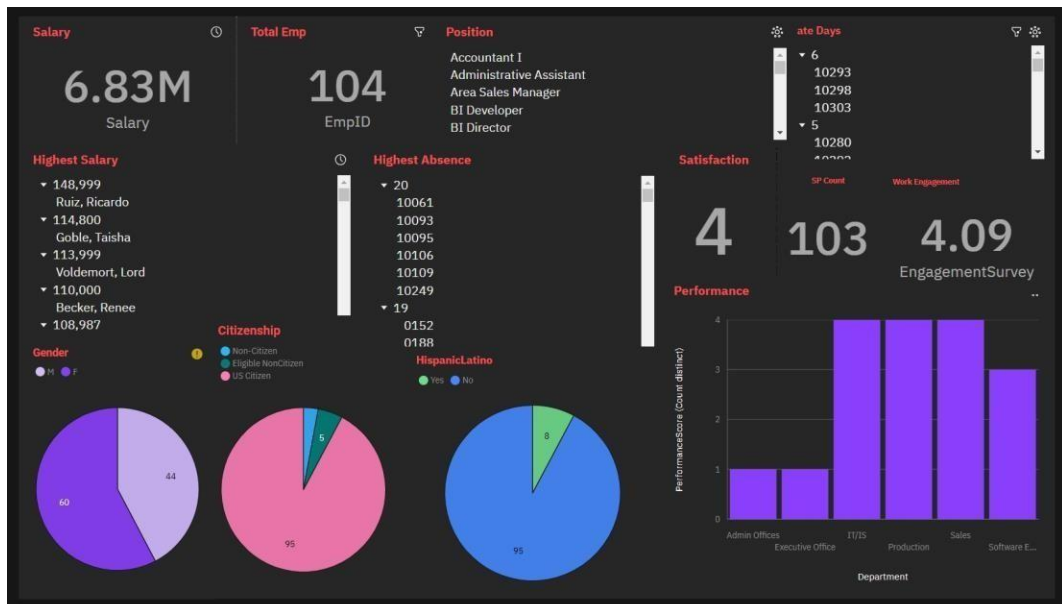 Salary
6.83M
Salary
Total Emp
104
EmpID
Position
Accountant I
Administrative Assistant
Area Sales Manager
BI Developer
BI Director
ate Days
6
10293
10298
10303
5
10280
Highest Salary
148,999
Ruiz, Ricardo
114,800
Goble, Taisha
113,999
Voldemort, Lord
110,000
Becker, Renee
108,987
Highest Absence
20
10061
10093
10095
10106
10109
10249
19
0152
0188
Satisfaction
4
SP Count
103
Work Engagement
4.09
EngagementSurvey
Gender
M F
44
60
Citizenship
Non-Citizen
Eligible NonCitizen
US Citizen
5
95
HispanicLatino
Yes No
8
95
Performance
PerformanceScore (Count distinct)
4
3
2
1
0
Admin Offices
Executive Office
IT/IS
Production
Sales
Software E...
Department